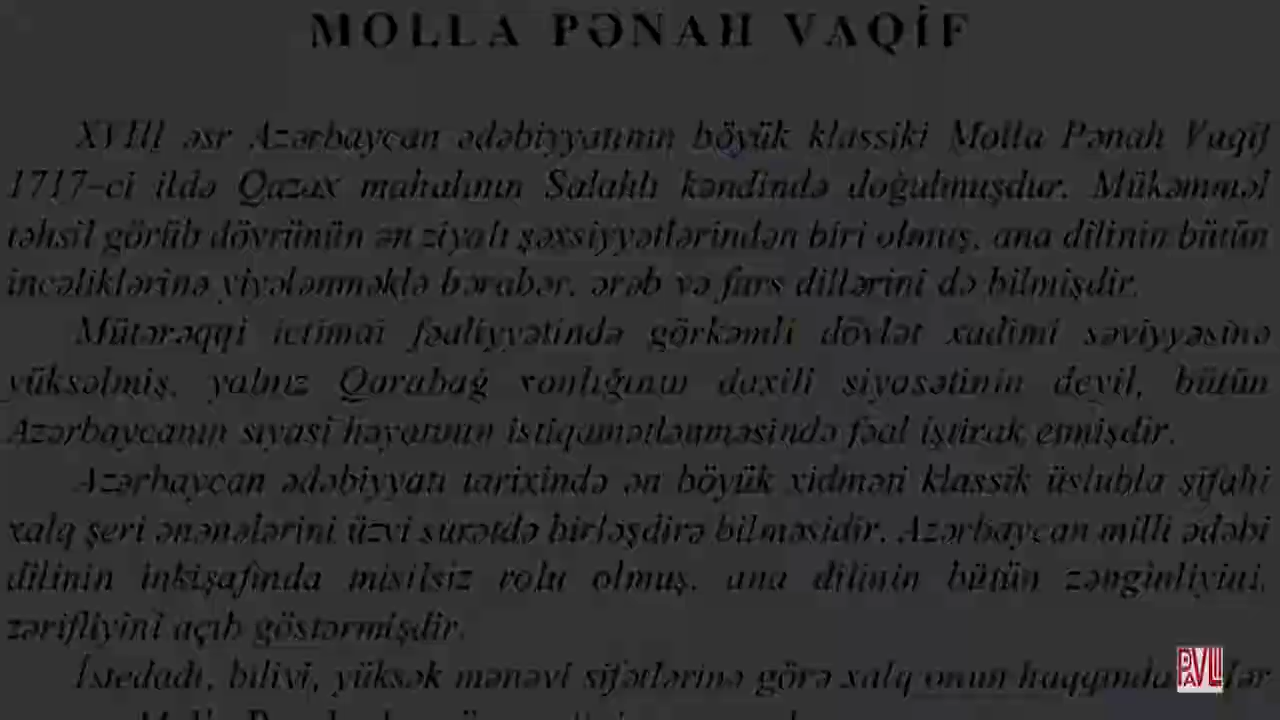 MOLLA PƏNAH VAQİF
XVIII əsr Azərbaycan ədəbiyyatının böyük klassiki Molla Pənah Vaqif
1717-ci ildə Qazax mahalının Salahlı kəndində doğulmuşdur. Mükəmməl
təhsil görüb dövrünün ən ziyalı şəxsiyyətlərindən biri olmuş, ana dilinin bütün
incəliklərinə yiyələnməklə bərabər, ərəb və fars dillərini də bilmişdir.
Mütərəqqi ictimai fəaliyyətində görkəmli dövlət xadimi səviyyəsinə
yüksəlmiş, yalnız Qarabağ xanlığının daxili siyasətinin deyil, bütün
Azərbaycanın siyasi həyatının istiqamətlənməsində fəal iştirak etmişdir.
Azərbaycan ədəbiyyatı tarixində ən böyük xidməti klassik üslubla şifahi
xalq şeri ənənələrini üzvi surətdə birləşdirə bilməsidir. Azərbaycan milli ədəbi
dilinin inkişafında misilsiz rolu olmuş, ana dilinin bütün zənginliyini,
zərifliyini açıb göstərmişdir.
İstedadı, biliyi, yüksək mənəvi sifətlərinə görə xalq onun haqqında